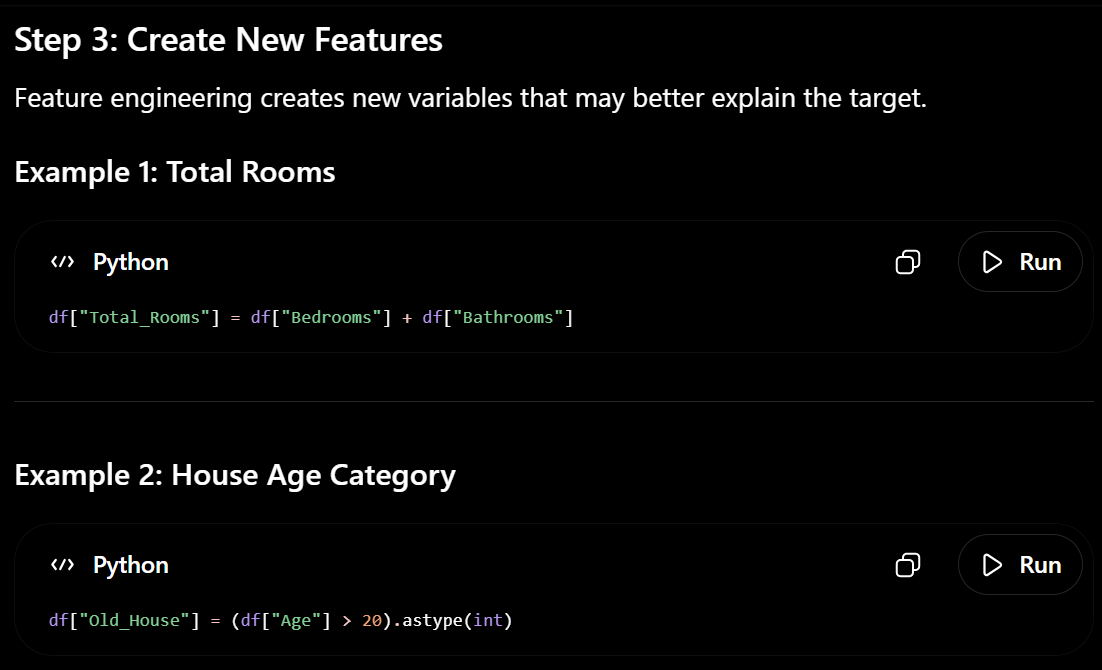 Step 3: Create New Features
Feature engineering creates new variables that may better explain the target.
Example 1: Total Rooms
Python
Run
df["Total_Rooms"] = df["Bedrooms"] + df["Bathrooms"]
Example 2: House Age Category
Python
Run
df["Old_House"] = (df["Age"] > 20).astype(int)